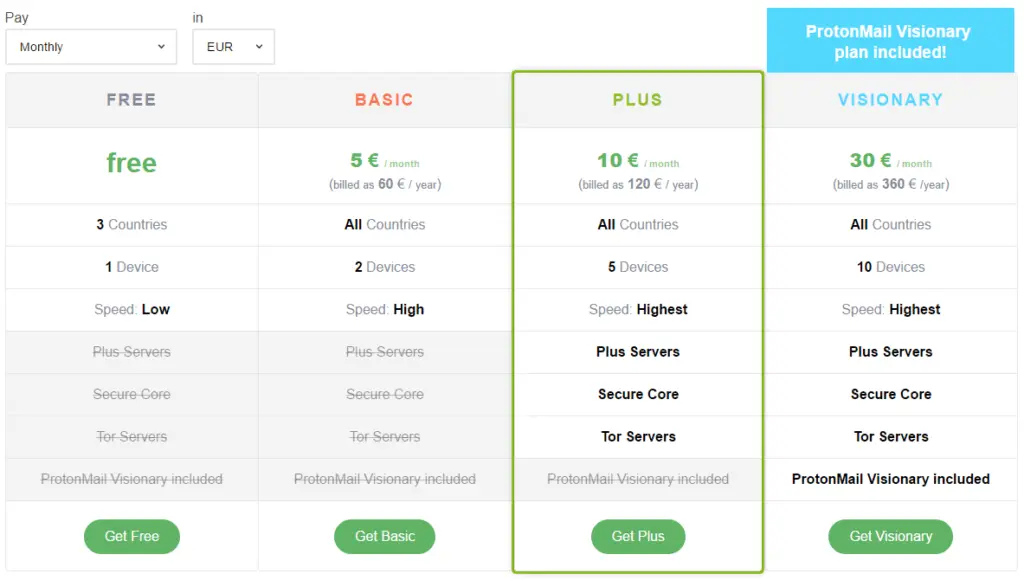 Pay
in
Monthly
EUR
ProtonMail Visionary
plan included!
FREE
BASIC
PLUS
VISIONARY
free
5 € / month
(billed as 60 € / year)
10 € / month
(billed as 120 € / year)
30 € / month
(billed as 360 € /year)
3 Countries
All Countries
All Countries
All Countries
1 Device
2 Devices
5 Devices
10 Devices
Speed: Low
Speed: High
Speed: Highest
Speed: Highest
Plus Servers
Plus Servers
Plus Servers
Plus Servers
Secure Core
Secure Core
Secure Core
Secure Core
Tor Servers
Tor Servers
Tor Servers
Tor Servers
ProtonMail Visionary included
ProtonMail Visionary included
ProtonMail Visionary included
ProtonMail Visionary included
Get Free
Get Basic
Get Plus
Get Visionary